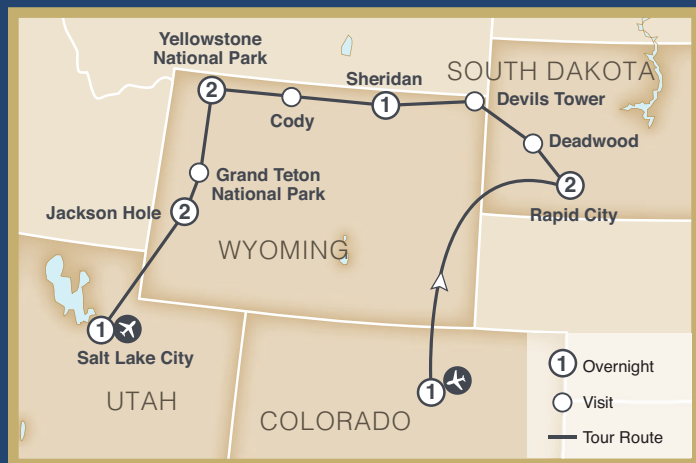 Yellowstone
National Park
2
Cody
Sheridan
1
SOUTH DAKOTA
Devils Tower
Deadwood
2
Rapid City
Grand Teton
National Park
Jackson Hole
2
WYOMING
1
Salt Lake City
UTAH
COLORADO
1
1 Overnight
Visit
Tour Route